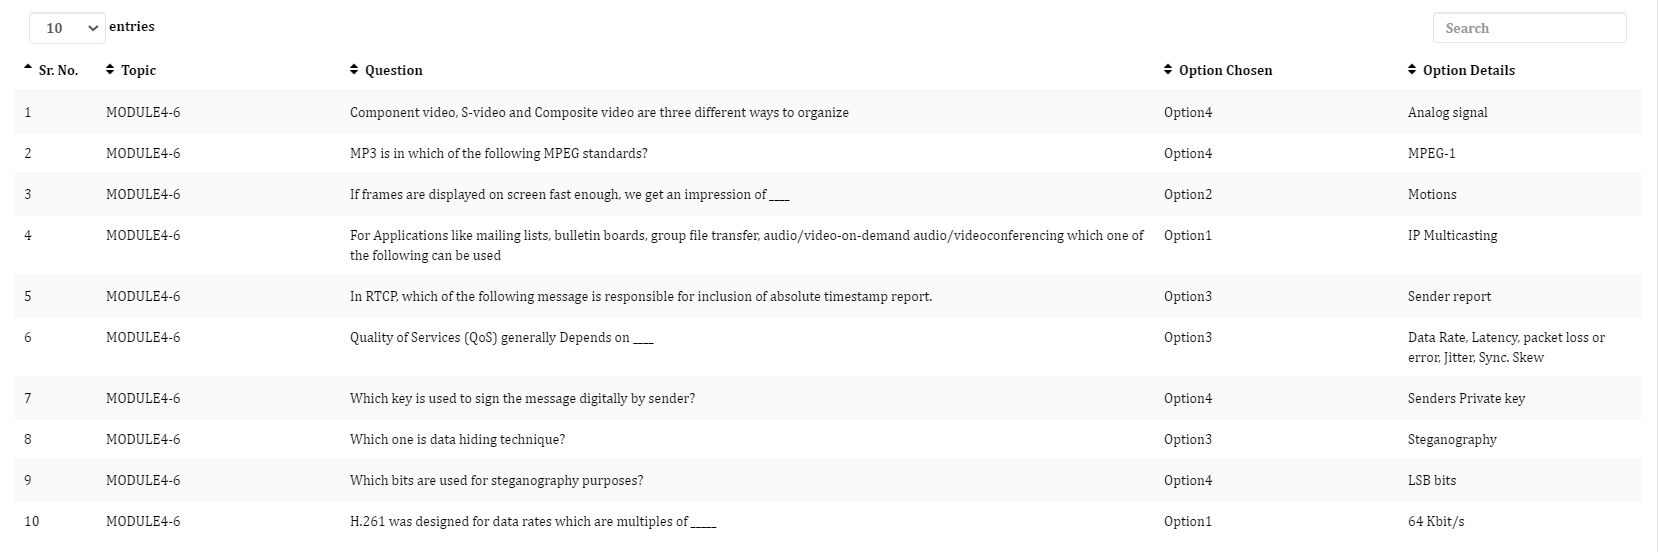 10 entries
Search
Sr. No. Topic Question Option Chosen Option Details
1 MODULE4-6 Component video, S-video and Composite video are three different ways to organize Option4 Analog signal
2 MODULE4-6 MP3 is in which of the following MPEG standards? Option4 MPEG-1
3 MODULE4-6 If frames are displayed on screen fast enough, we get an impression of ____ Option2 Motions
4 MODULE4-6 For Applications like mailing lists, bulletin boards, group file transfer, audio/video-on-demand audio/videoconferencing which one of Option1 IP Multicasting
the following can be used
5 MODULE4-6 In RTCP, which of the following message is responsible for inclusion of absolute timestamp report. Option3 Sender report
6 MODULE4-6 Quality of Services (QoS) generally Depends on ____ Option3 Data Rate, Latency, packet loss or
error, Jitter, Sync. Skew
7 MODULE4-6 Which key is used to sign the message digitally by sender? Option4 Senders Private key
8 MODULE4-6 Which one is data hiding technique? Option3 Steganography
9 MODULE4-6 Which bits are used for steganography purposes? Option4 LSB bits
10 MODULE4-6 H.261 was designed for data rates which are multiples of _____ Option1 64 Kbit/s